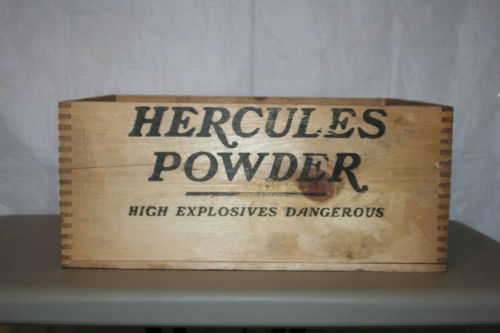 HERCULES
POWDER
HIGH EXPLOSIVES DANGEROUS